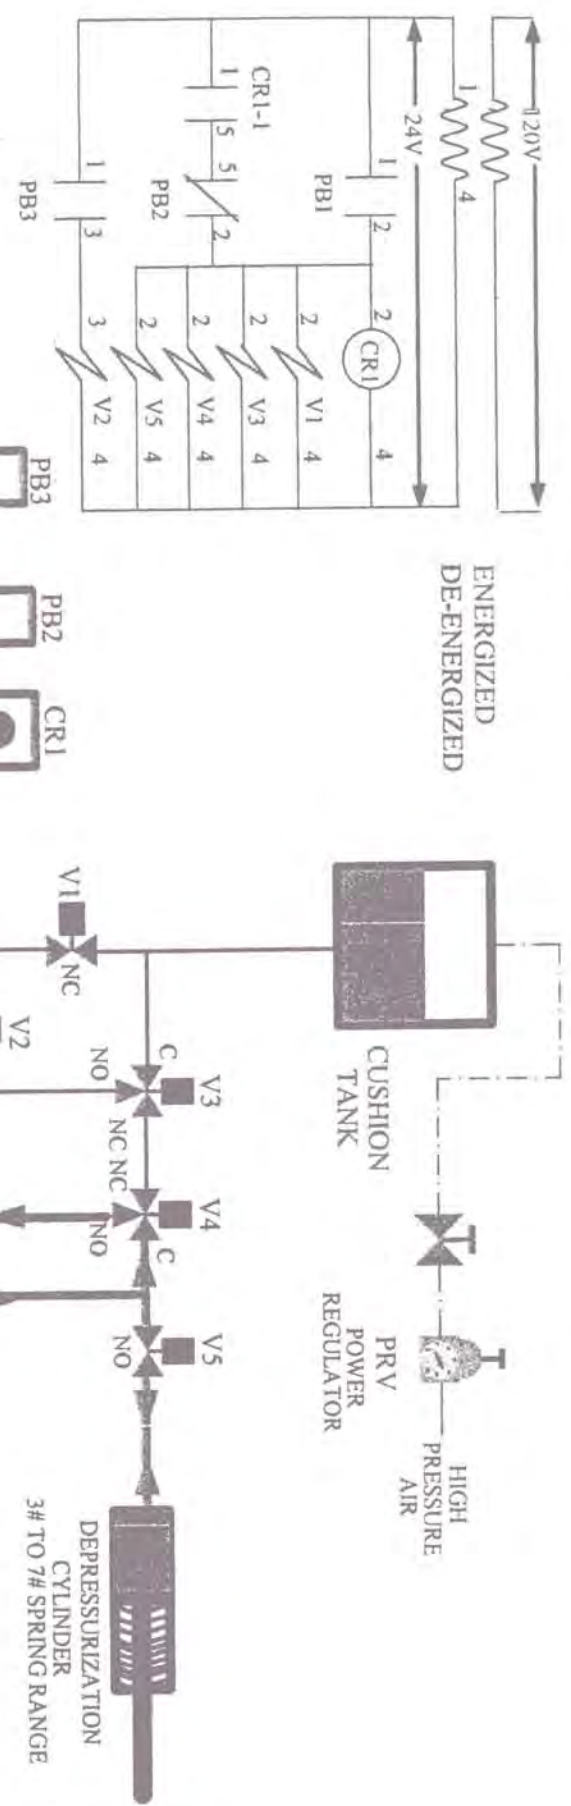 120V
1
4
24V
1
PB1
2
2
CR1
4
CR1-1
1
5
5
PB2
2
2
V1
4
2
V3
4
2
V4
4
2
V5
4
1
PB3
3
3
V2
4
ENERGIZED
DE-ENERGIZED
PB3
PB2
CR1
CUSHION
TANK
PRV
POWER
REGULATOR
HIGH
PRESSURE
AIR
V1
NC
V2
C
V3
NO
NC
NC
V4
NO
C
V5
NO
DEPRESSURIZATION
CYLINDER
3# TO 7# SPRING RANGE